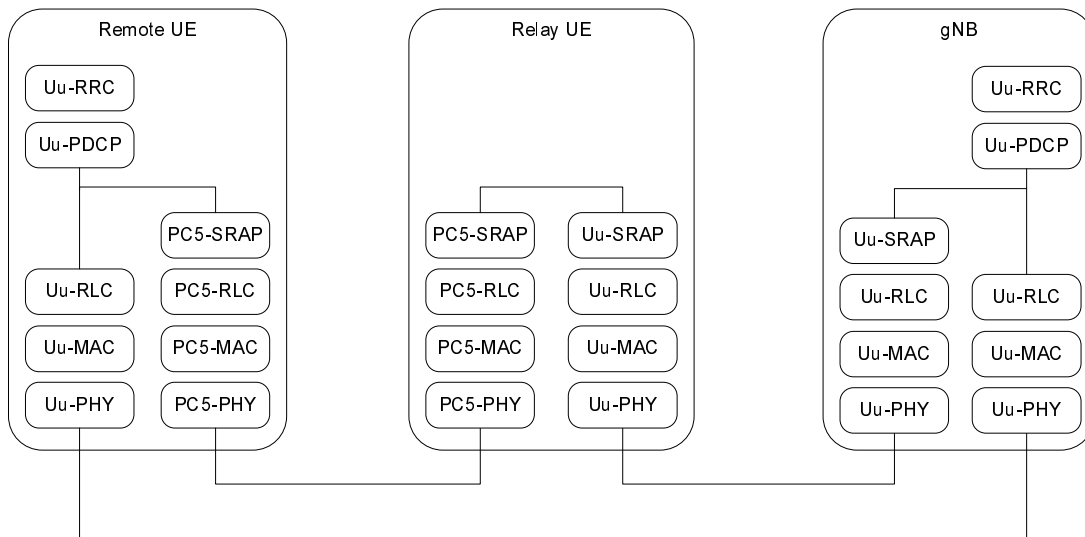 Remote UE
Relay UE
gNB
Uu-RRC
Uu-RRC
Uu-PDCP
Uu-PDCP
PC5-SRAP
PC5-SRAP
Uu-SRAP
Uu-SRAP
Uu-RLC
PC5-RLC
PC5-RLC
Uu-RLC
Uu-RLC
Uu-RLC
Uu-MAC
PC5-MAC
PC5-MAC
Uu-MAC
Uu-MAC
Uu-MAC
Uu-PHY
PC5-PHY
PC5-PHY
Uu-PHY
Uu-PHY
Uu-PHY